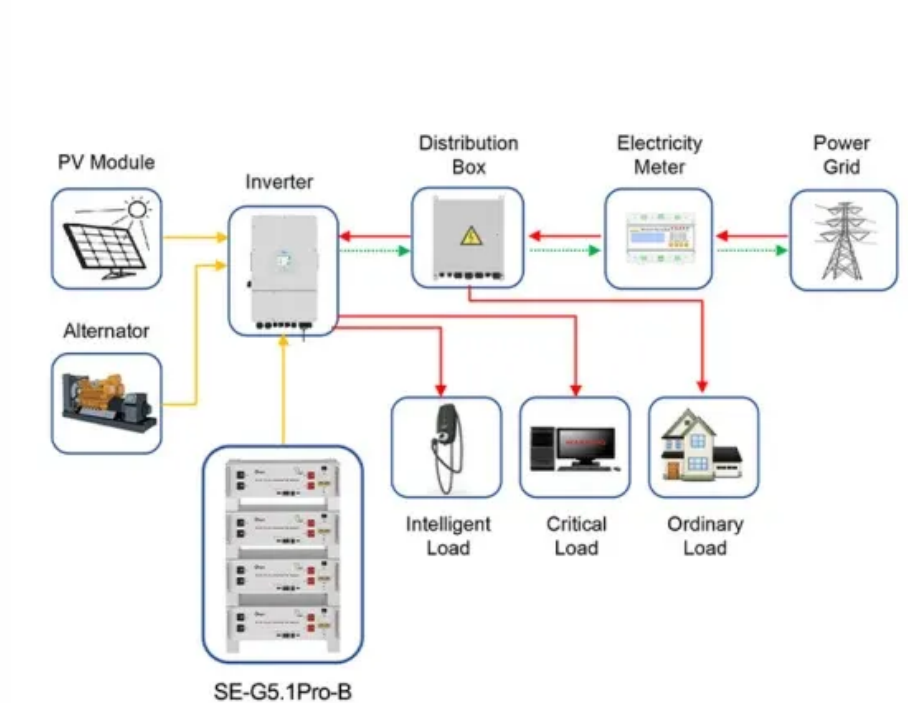 PV Module
Inverter
Distribution
Box
Electricity
Meter
Power
Grid
Alternator
Intelligent
Load
Critical
Load
Ordinary
Load
SE-G5.1Pro-B